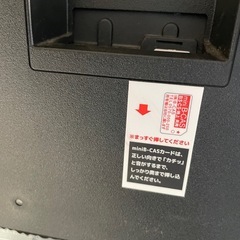 ※まっすぐ挿してください
miniB-CASカードは、
正しい向きで「カチッ」
と音がするまで、
しっかり奥まで押し込
んでください。